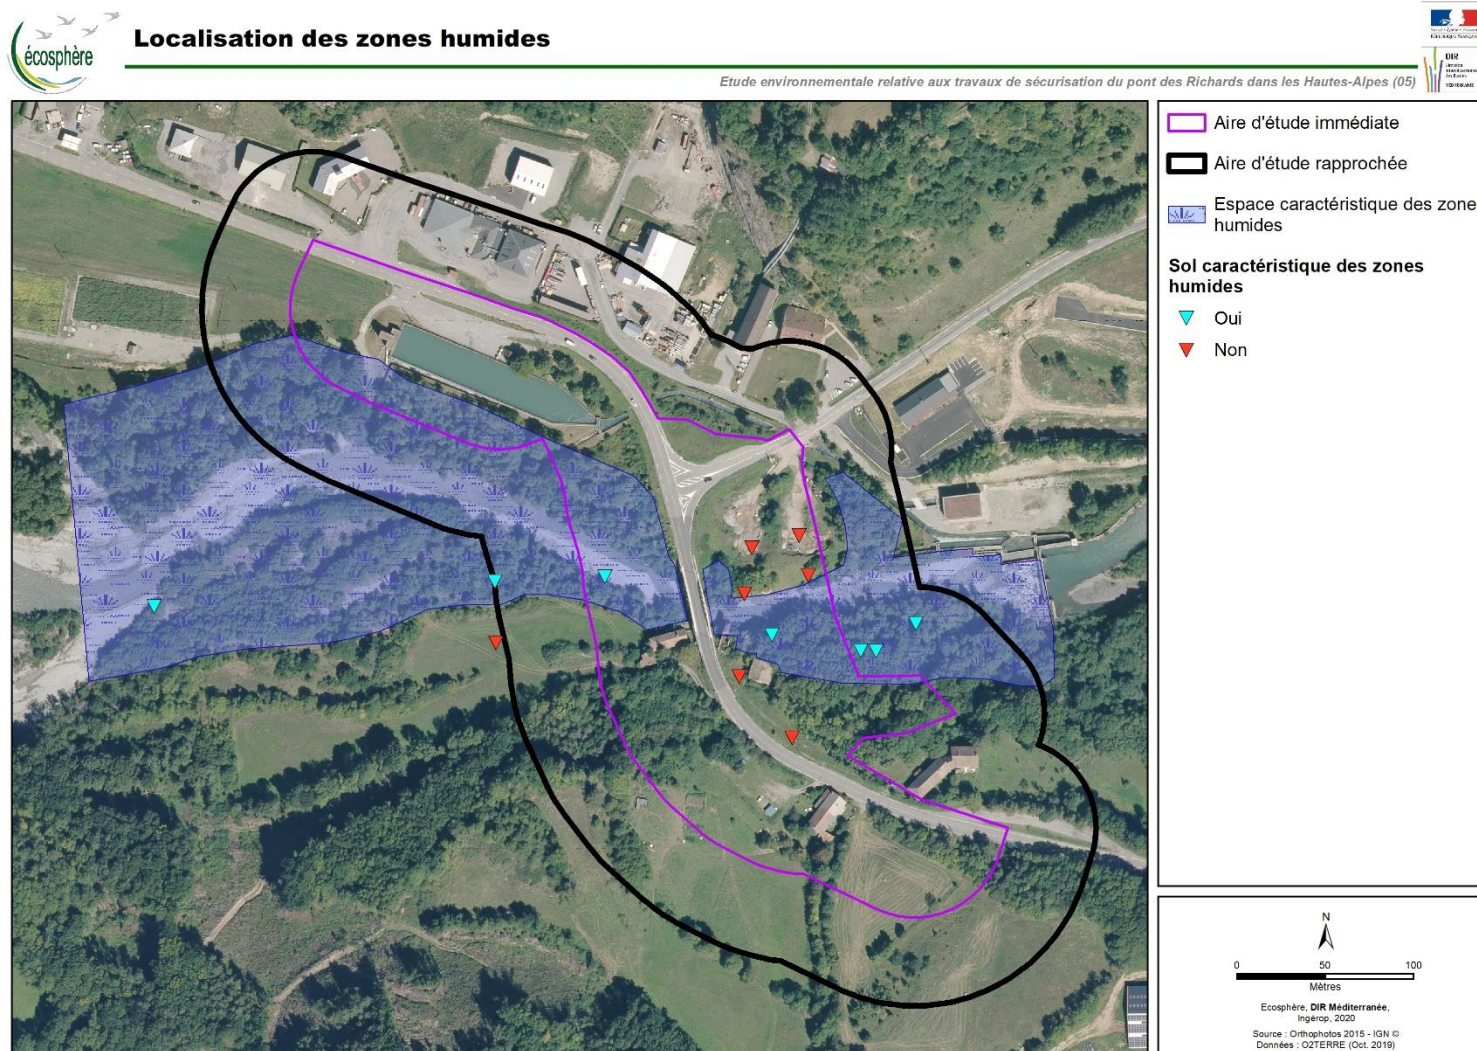 écosphère
Localisation des zones humides
Etude environnementale relative aux travaux de sécurisation du pont des Richards dans les Hautes-Alpes (05)
DIR
MÉDITERRANÉE
Aire d'étude immédiate
Aire d'étude rapprochée
Espace caractéristique des zone
humides
Sol caractéristique des zones
humides
Oui
Non
N
0 50 100
Mètres
Ecosphère, DIR Méditerranée,
Ingérop, 2020
Source : Orthophotos 2015 - IGN ©
Données : O2TERRE (Oct. 2019)